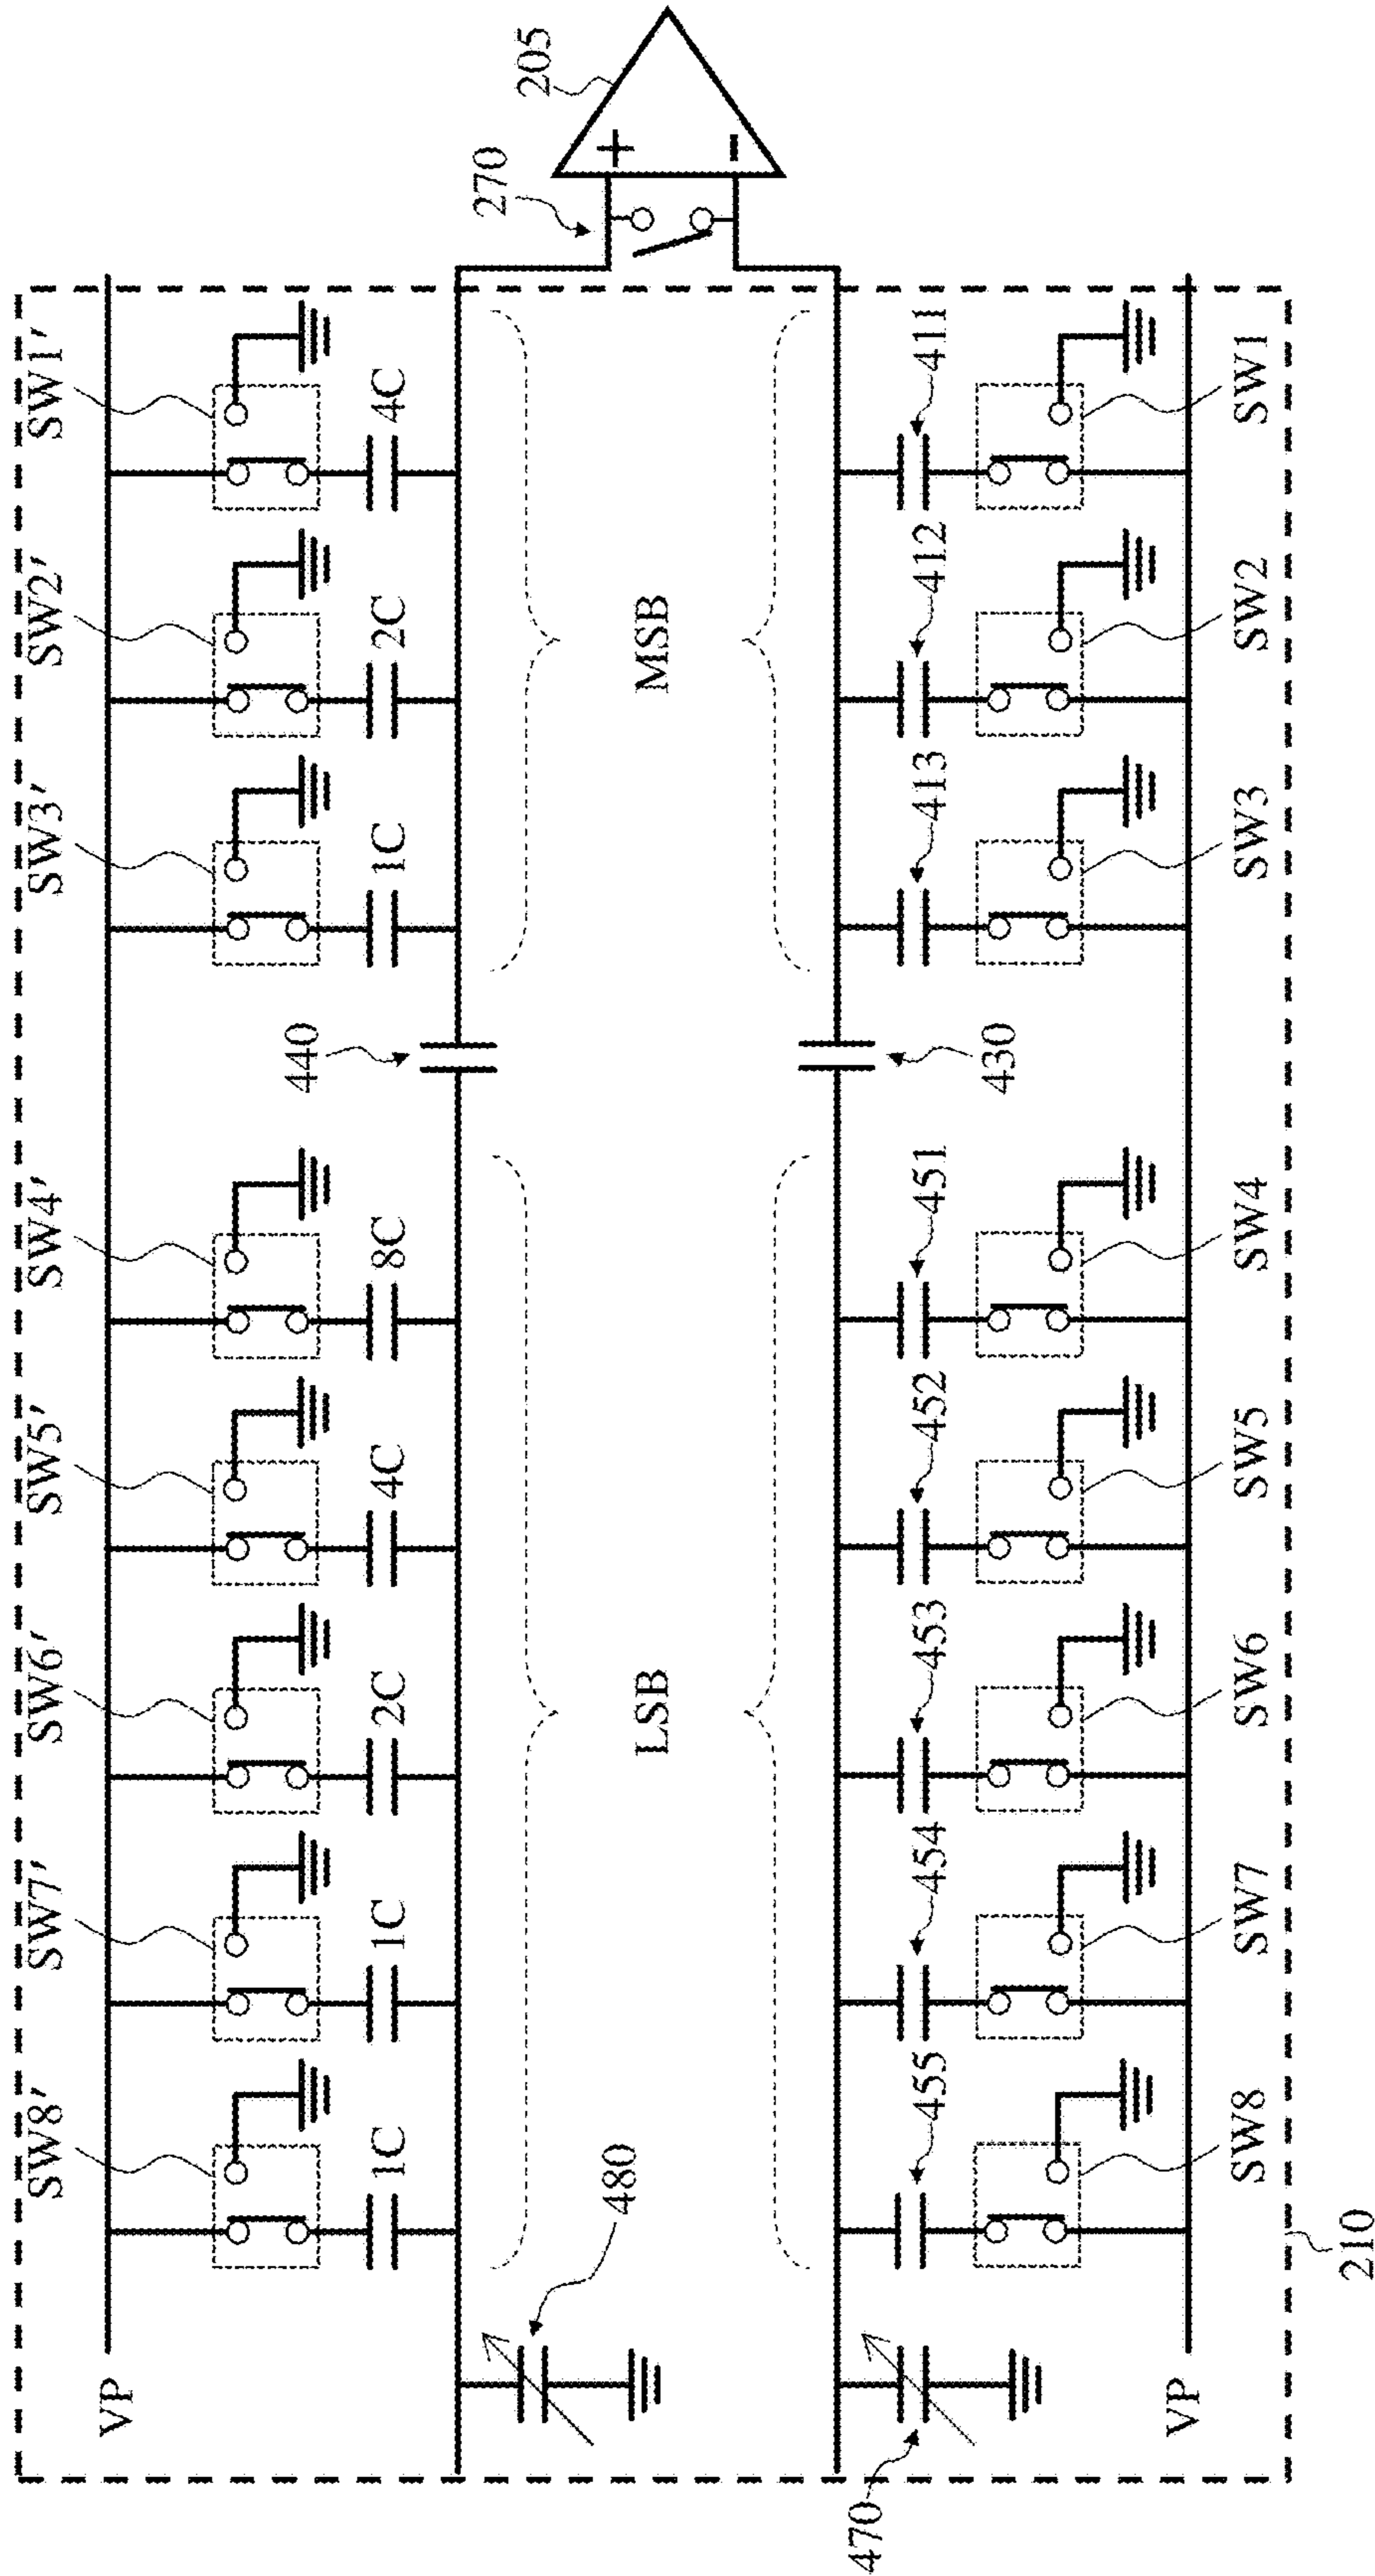 SW8′ SW7′ SW6′ SW5′ SW4′ SW3′ SW2′ SW1′
VP
1C 1C 2C 4C 8C 440 1C 2C 4C
270 205
480
LSB MSB
+
-
470
455 454 453 452 451 430 413 412 411
VP
SW8 SW7 SW6 SW5 SW4 SW3 SW2 SW1
210